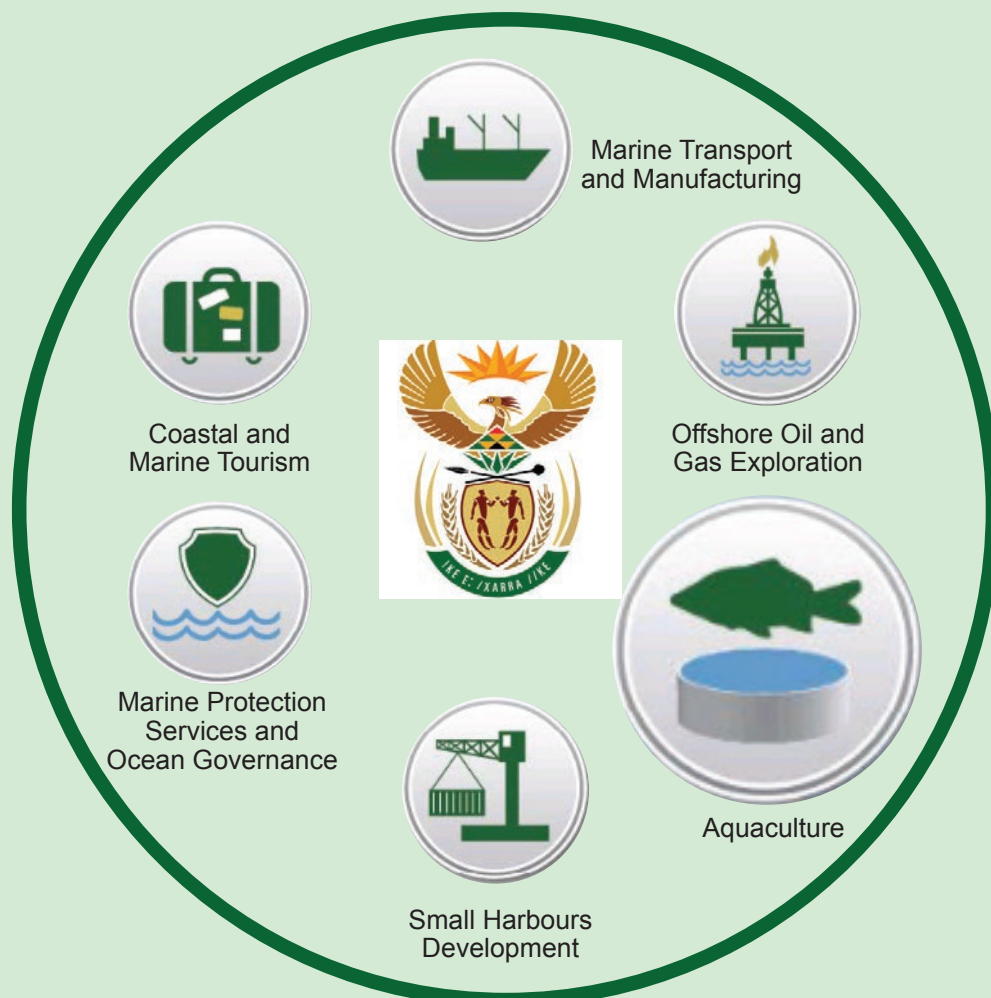 Marine Transport
and Manufacturing
Coastal and
Marine Tourism
Offshore Oil and
Gas Exploration
!KE E: /XARRA //KE
Marine Protection
Services and
Ocean Governance
Aquaculture
Small Harbours
Development